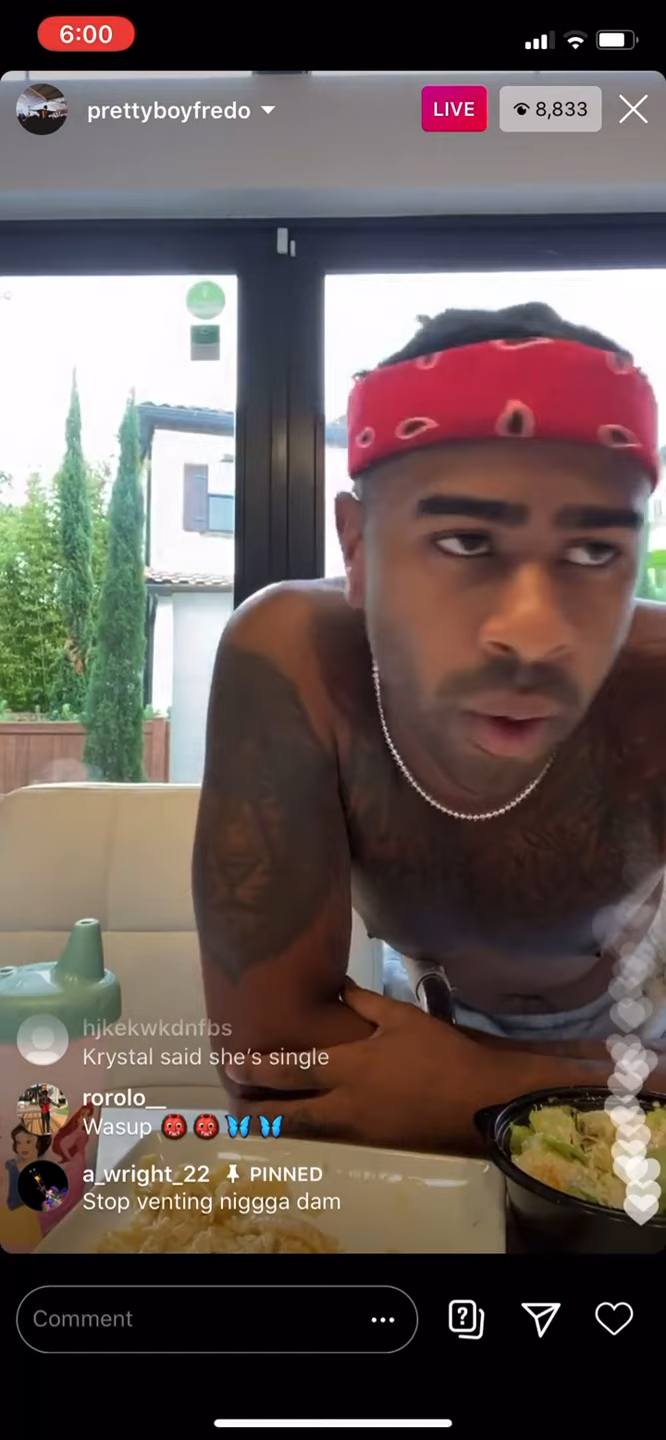 6:00
prettyboyfredo
LIVE
8,833
hjkekwkdnfbs
Krystal said she's single
rorolo__
Wasup 👹👹🦋🦋
a_wright_22 PINNED
Stop venting niggga dam
Comment